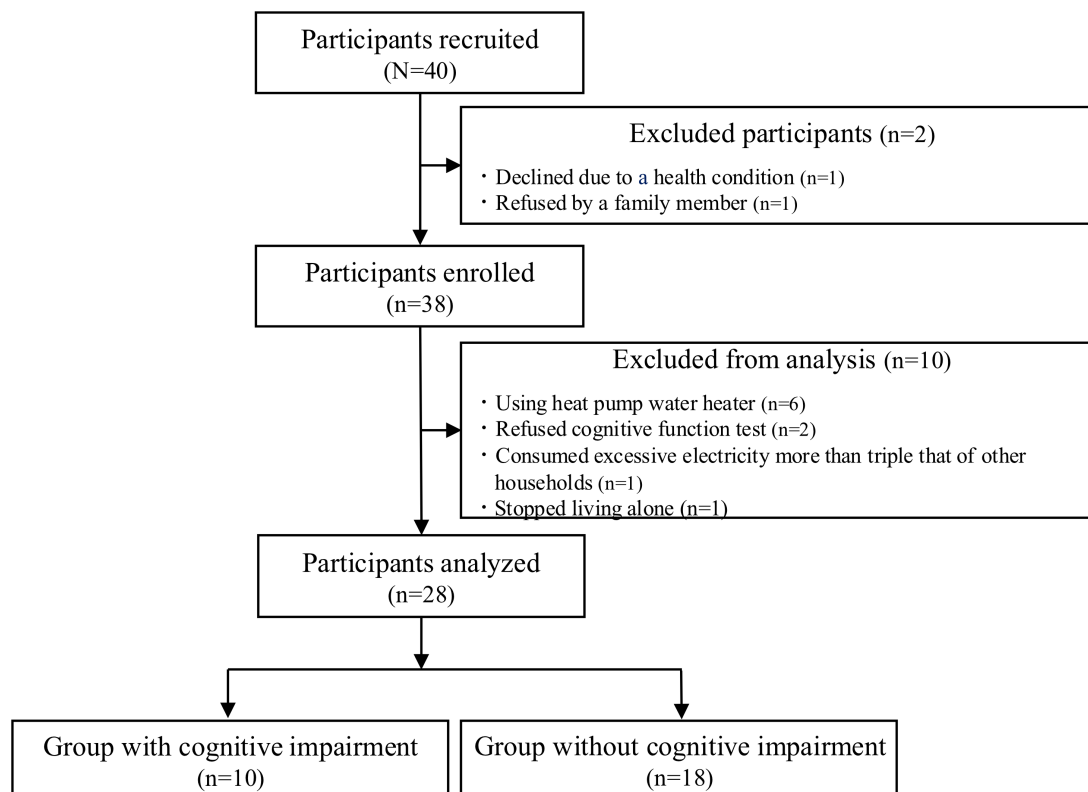 Participants recruited
(N=40)
Excluded participants (n=2)
・Declined due to a health condition (n=1)
・Refused by a family member (n=1)
Participants enrolled
(n=38)
Excluded from analysis (n=10)
・Using heat pump water heater (n=6)
・Refused cognitive function test (n=2)
・Consumed excessive electricity more than triple that of other
households (n=1)
・Stopped living alone (n=1)
Participants analyzed
(n=28)
Group with cognitive impairment
(n=10)
Group without cognitive impairment
(n=18)